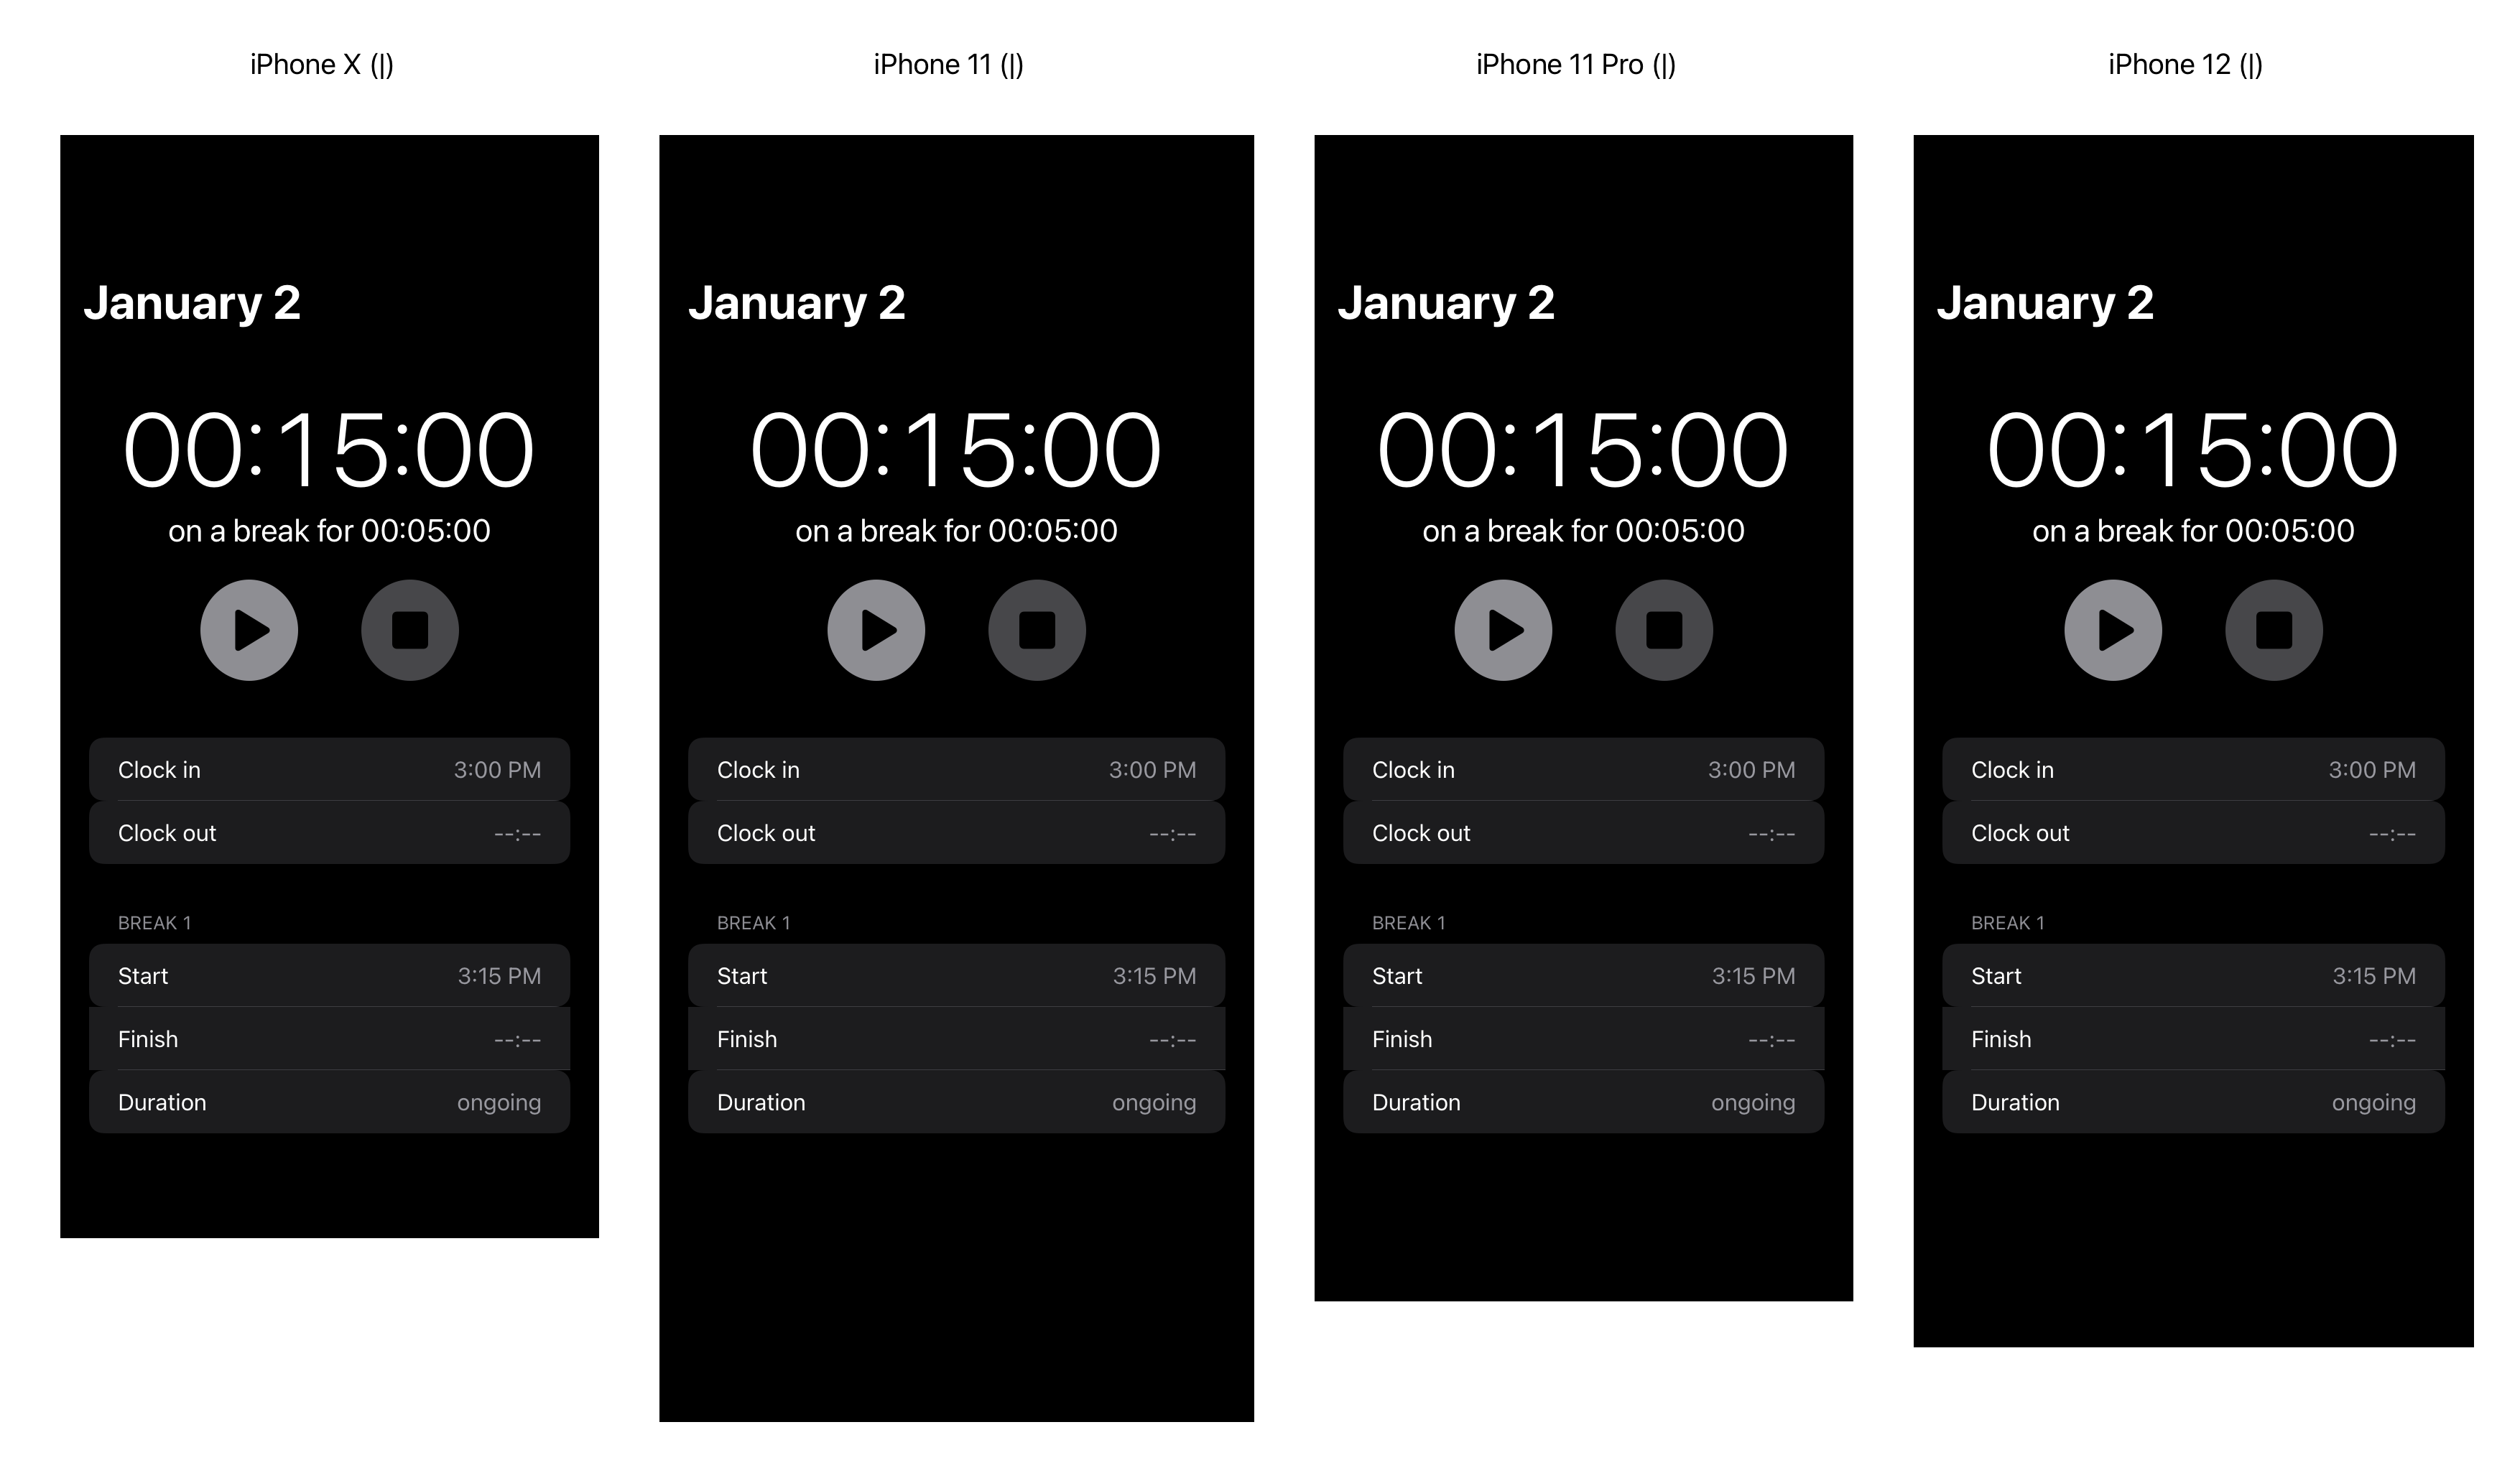 iPhone X (|)
January 2
00:15:00
on a break for 00:05:00
Clock in 3:00 PM
Clock out --:--
BREAK 1
Start 3:15 PM
Finish --:--
Duration ongoing
iPhone 11 (|)
January 2
00:15:00
on a break for 00:05:00
Clock in 3:00 PM
Clock out --:--
BREAK 1
Start 3:15 PM
Finish --:--
Duration ongoing
iPhone 11 Pro (|)
January 2
00:15:00
on a break for 00:05:00
Clock in 3:00 PM
Clock out --:--
BREAK 1
Start 3:15 PM
Finish --:--
Duration ongoing
iPhone 12 (|)
January 2
00:15:00
on a break for 00:05:00
Clock in 3:00 PM
Clock out --:--
BREAK 1
Start 3:15 PM
Finish --:--
Duration ongoing